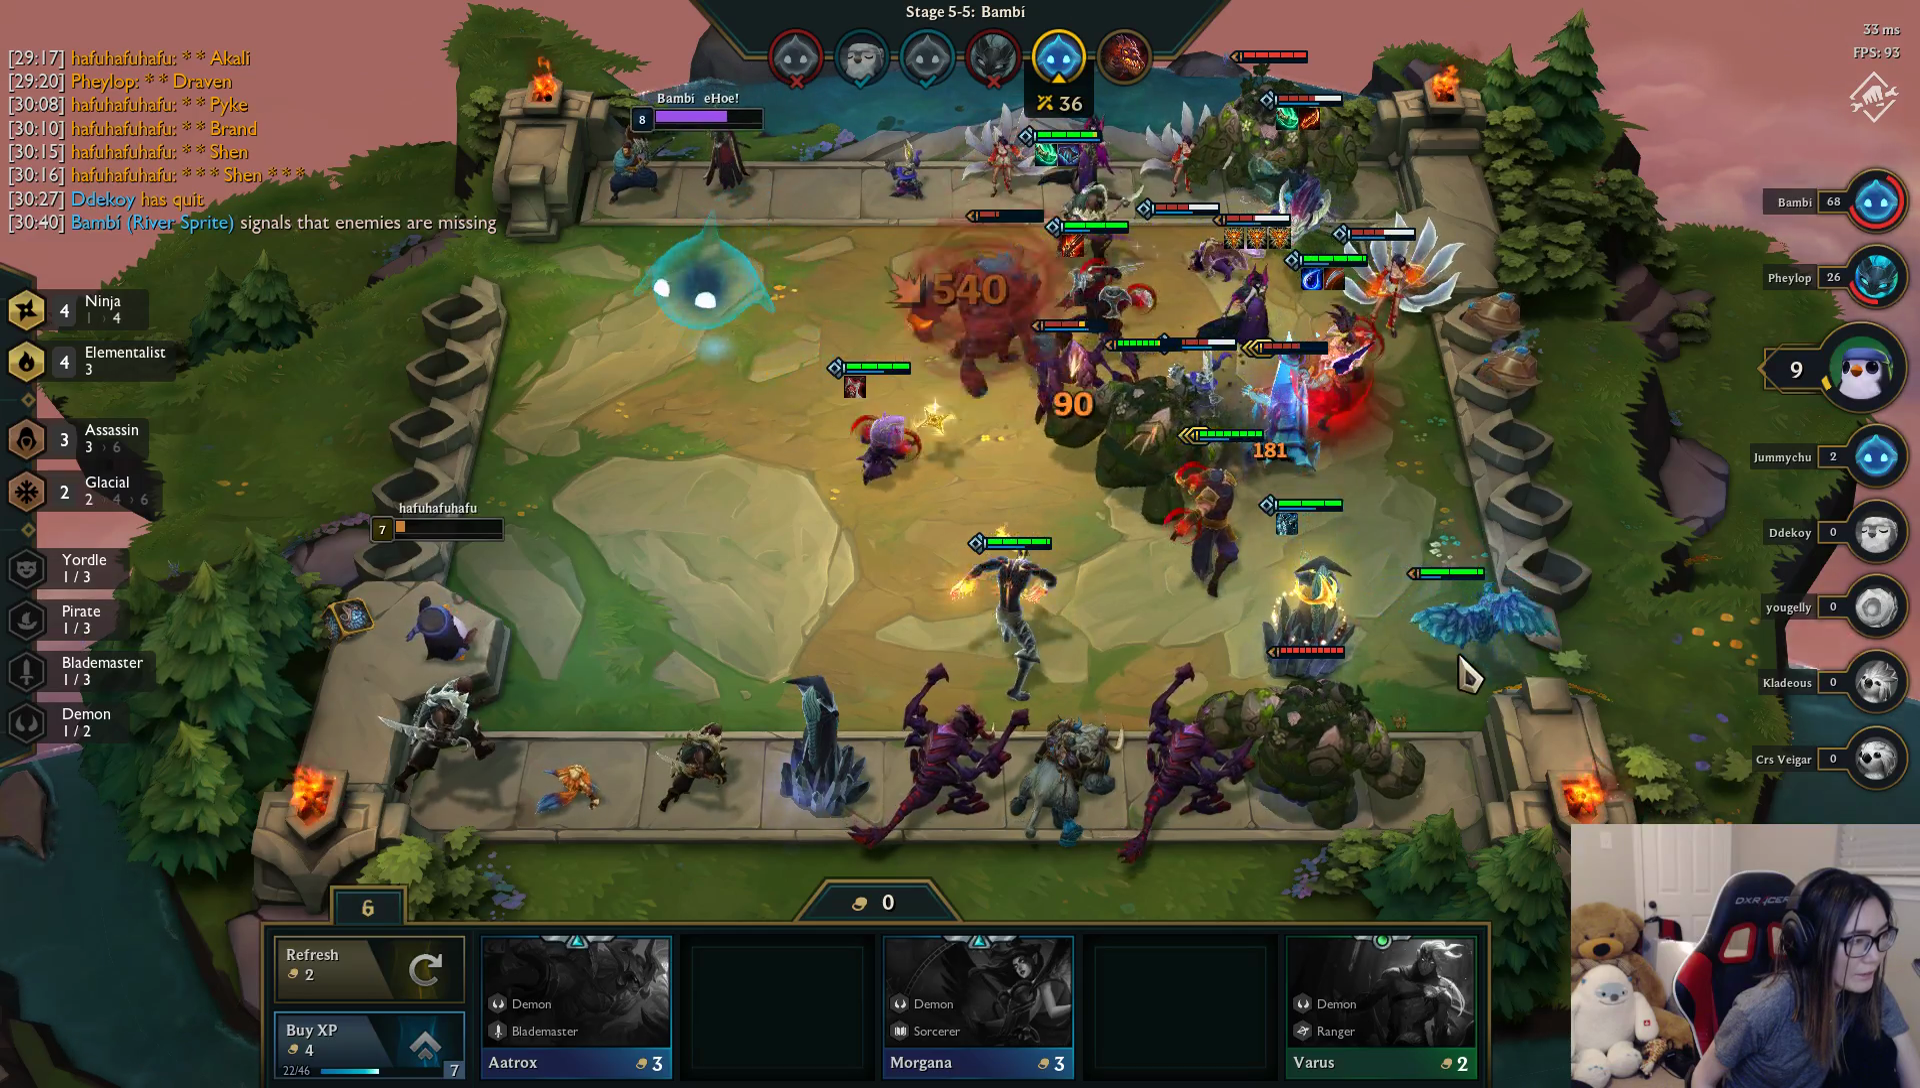 Stage 5-5: Bambí
33 ms
FPS: 93
[29:17] hafuhafuhafu: * * Akali
[29:20] Pheylop: * * Draven
[30:08] hafuhafuhafu: * * Pyke
[30:10] hafuhafuhafu: * * Brand
[30:15] hafuhafuhafu: * * Shen
[30:16] hafuhafuhafu: * * * Shen * * *
[30:27] Ddekoy has quit
[30:40] Bambí (River Sprite) signals that enemies are missing
36
Bambí eHoe!
8
Bambí 68
Pheylop 26
9
Jummychu 2
Ddekoy 0
yougelly 0
Kladeous 0
Crs Veigar 0
4 Ninja
1 › 4
4 Elementalist
3
3 Assassin
3 › 6
2 Glacial
2 › 4 › 6
Yordle
1 / 3
Pirate
1 / 3
Blademaster
1 / 3
Demon
1 / 2
540
90
181
hafuhafuhafu
7
6
0
Refresh
2
Buy XP
4
22/46
7
Demon
Blademaster
Aatrox 3
Demon
Sorcerer
Morgana 3
Demon
Ranger
Varus 2